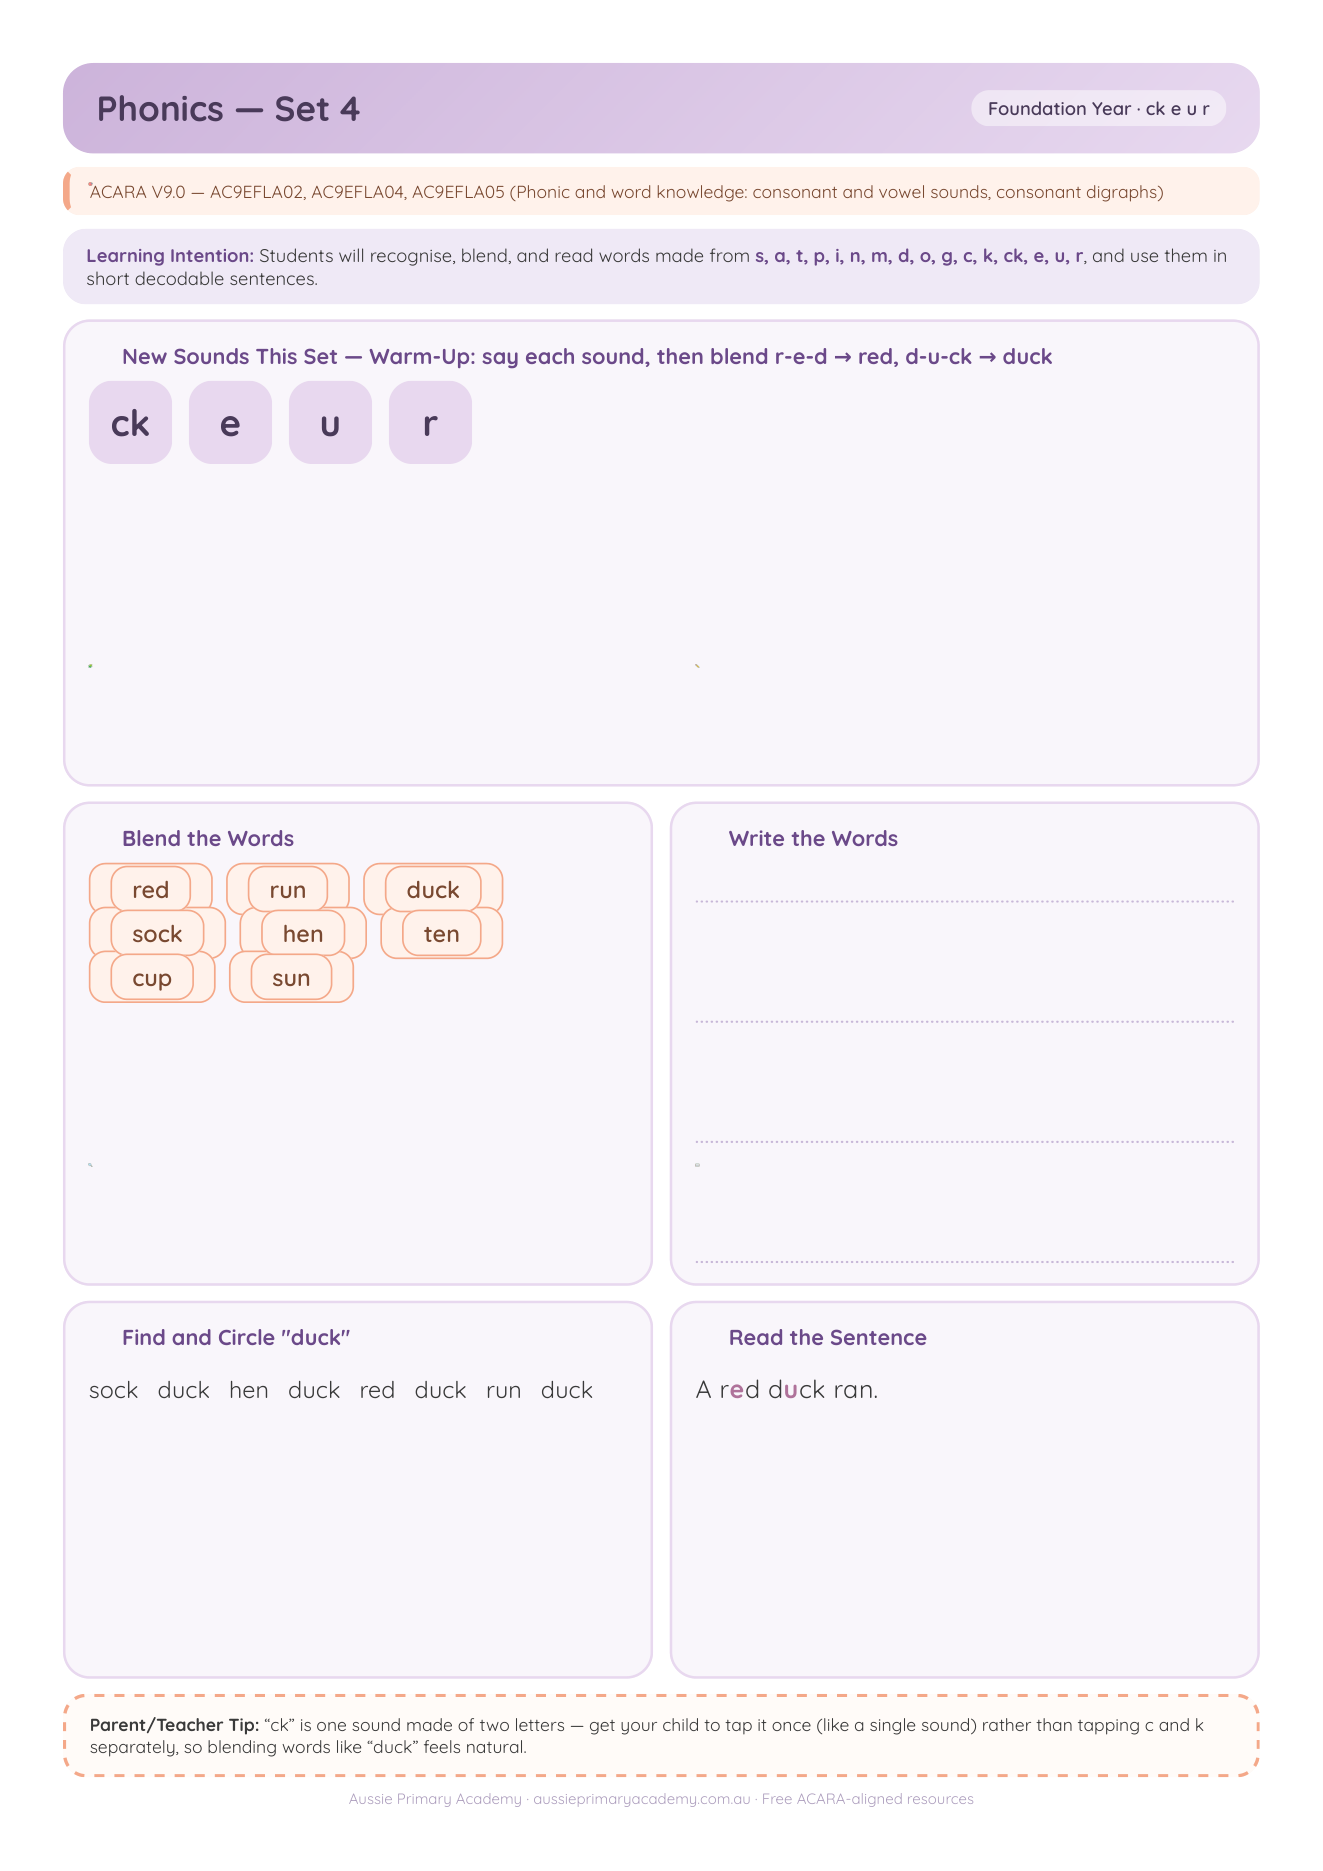 Phonics — Set 4
Foundation Year · ck e u r
ACARA V9.0 — AC9EFLA02, AC9EFLA04, AC9EFLA05 (Phonic and word knowledge: consonant and vowel sounds, consonant digraphs)
Learning Intention: Students will recognise, blend, and read words made from s, a, t, p, i, n, m, d, o, g, c, k, ck, e, u, r, and use them in
short decodable sentences.
New Sounds This Set — Warm-Up: say each sound, then blend r-e-d → red, d-u-ck → duck
ck e u r
Blend the Words
red run duck
sock hen ten
cup sun
Write the Words
Find and Circle "duck"
sock duck hen duck red duck run duck
Read the Sentence
A red duck ran.
Parent/Teacher Tip: “ck” is one sound made of two letters — get your child to tap it once (like a single sound) rather than tapping c and k
separately, so blending words like “duck” feels natural.
Aussie Primary Academy · aussieprimaryacademy.com.au · Free ACARA-aligned resources